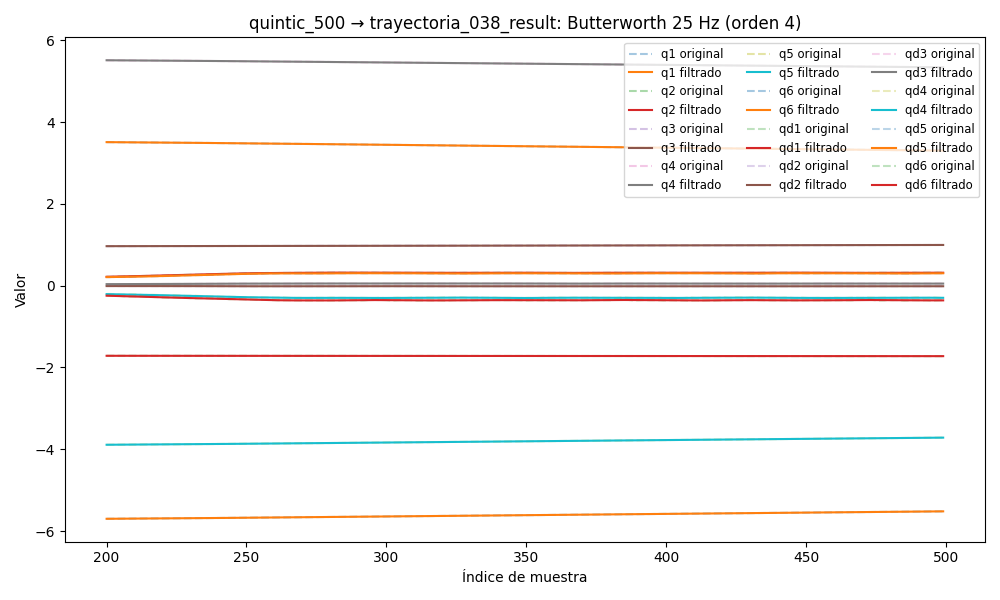 quintic_500 → trayectoria_038_result: Butterworth 25 Hz (orden 4)
q1 original
q1 filtrado
q2 original
q2 filtrado
q3 original
q3 filtrado
q4 original
q4 filtrado
q5 original
q5 filtrado
q6 original
q6 filtrado
qd1 original
qd1 filtrado
qd2 original
qd2 filtrado
qd3 original
qd3 filtrado
qd4 original
qd4 filtrado
qd5 original
qd5 filtrado
qd6 original
qd6 filtrado
Valor
6
4
2
0
−2
−4
−6
200
250
300
350
400
450
500
Índice de muestra